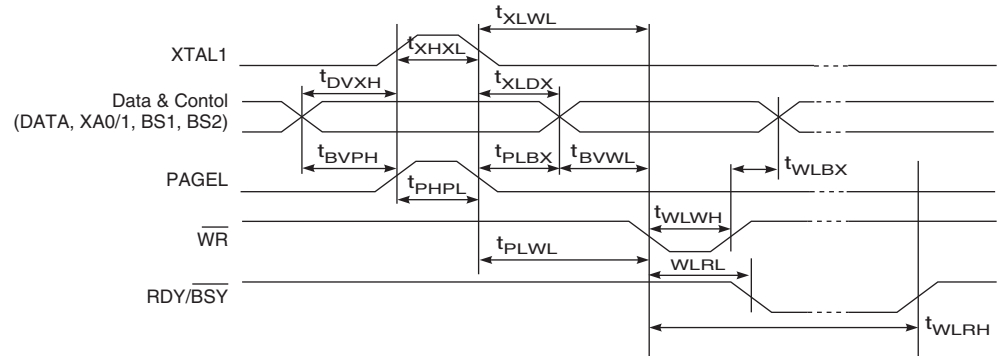 tXLWL
XTAL1
tXHXL
tDVXH
tXLDX
Data & Contol
(DATA, XA0/1, BS1, BS2)
tBVPH
tPLBX
tBVWL
tWLBX
PAGEL
tPHPL
tWLWH
WR
tPLWL
WLRL
RDY/BSY
tWLRH